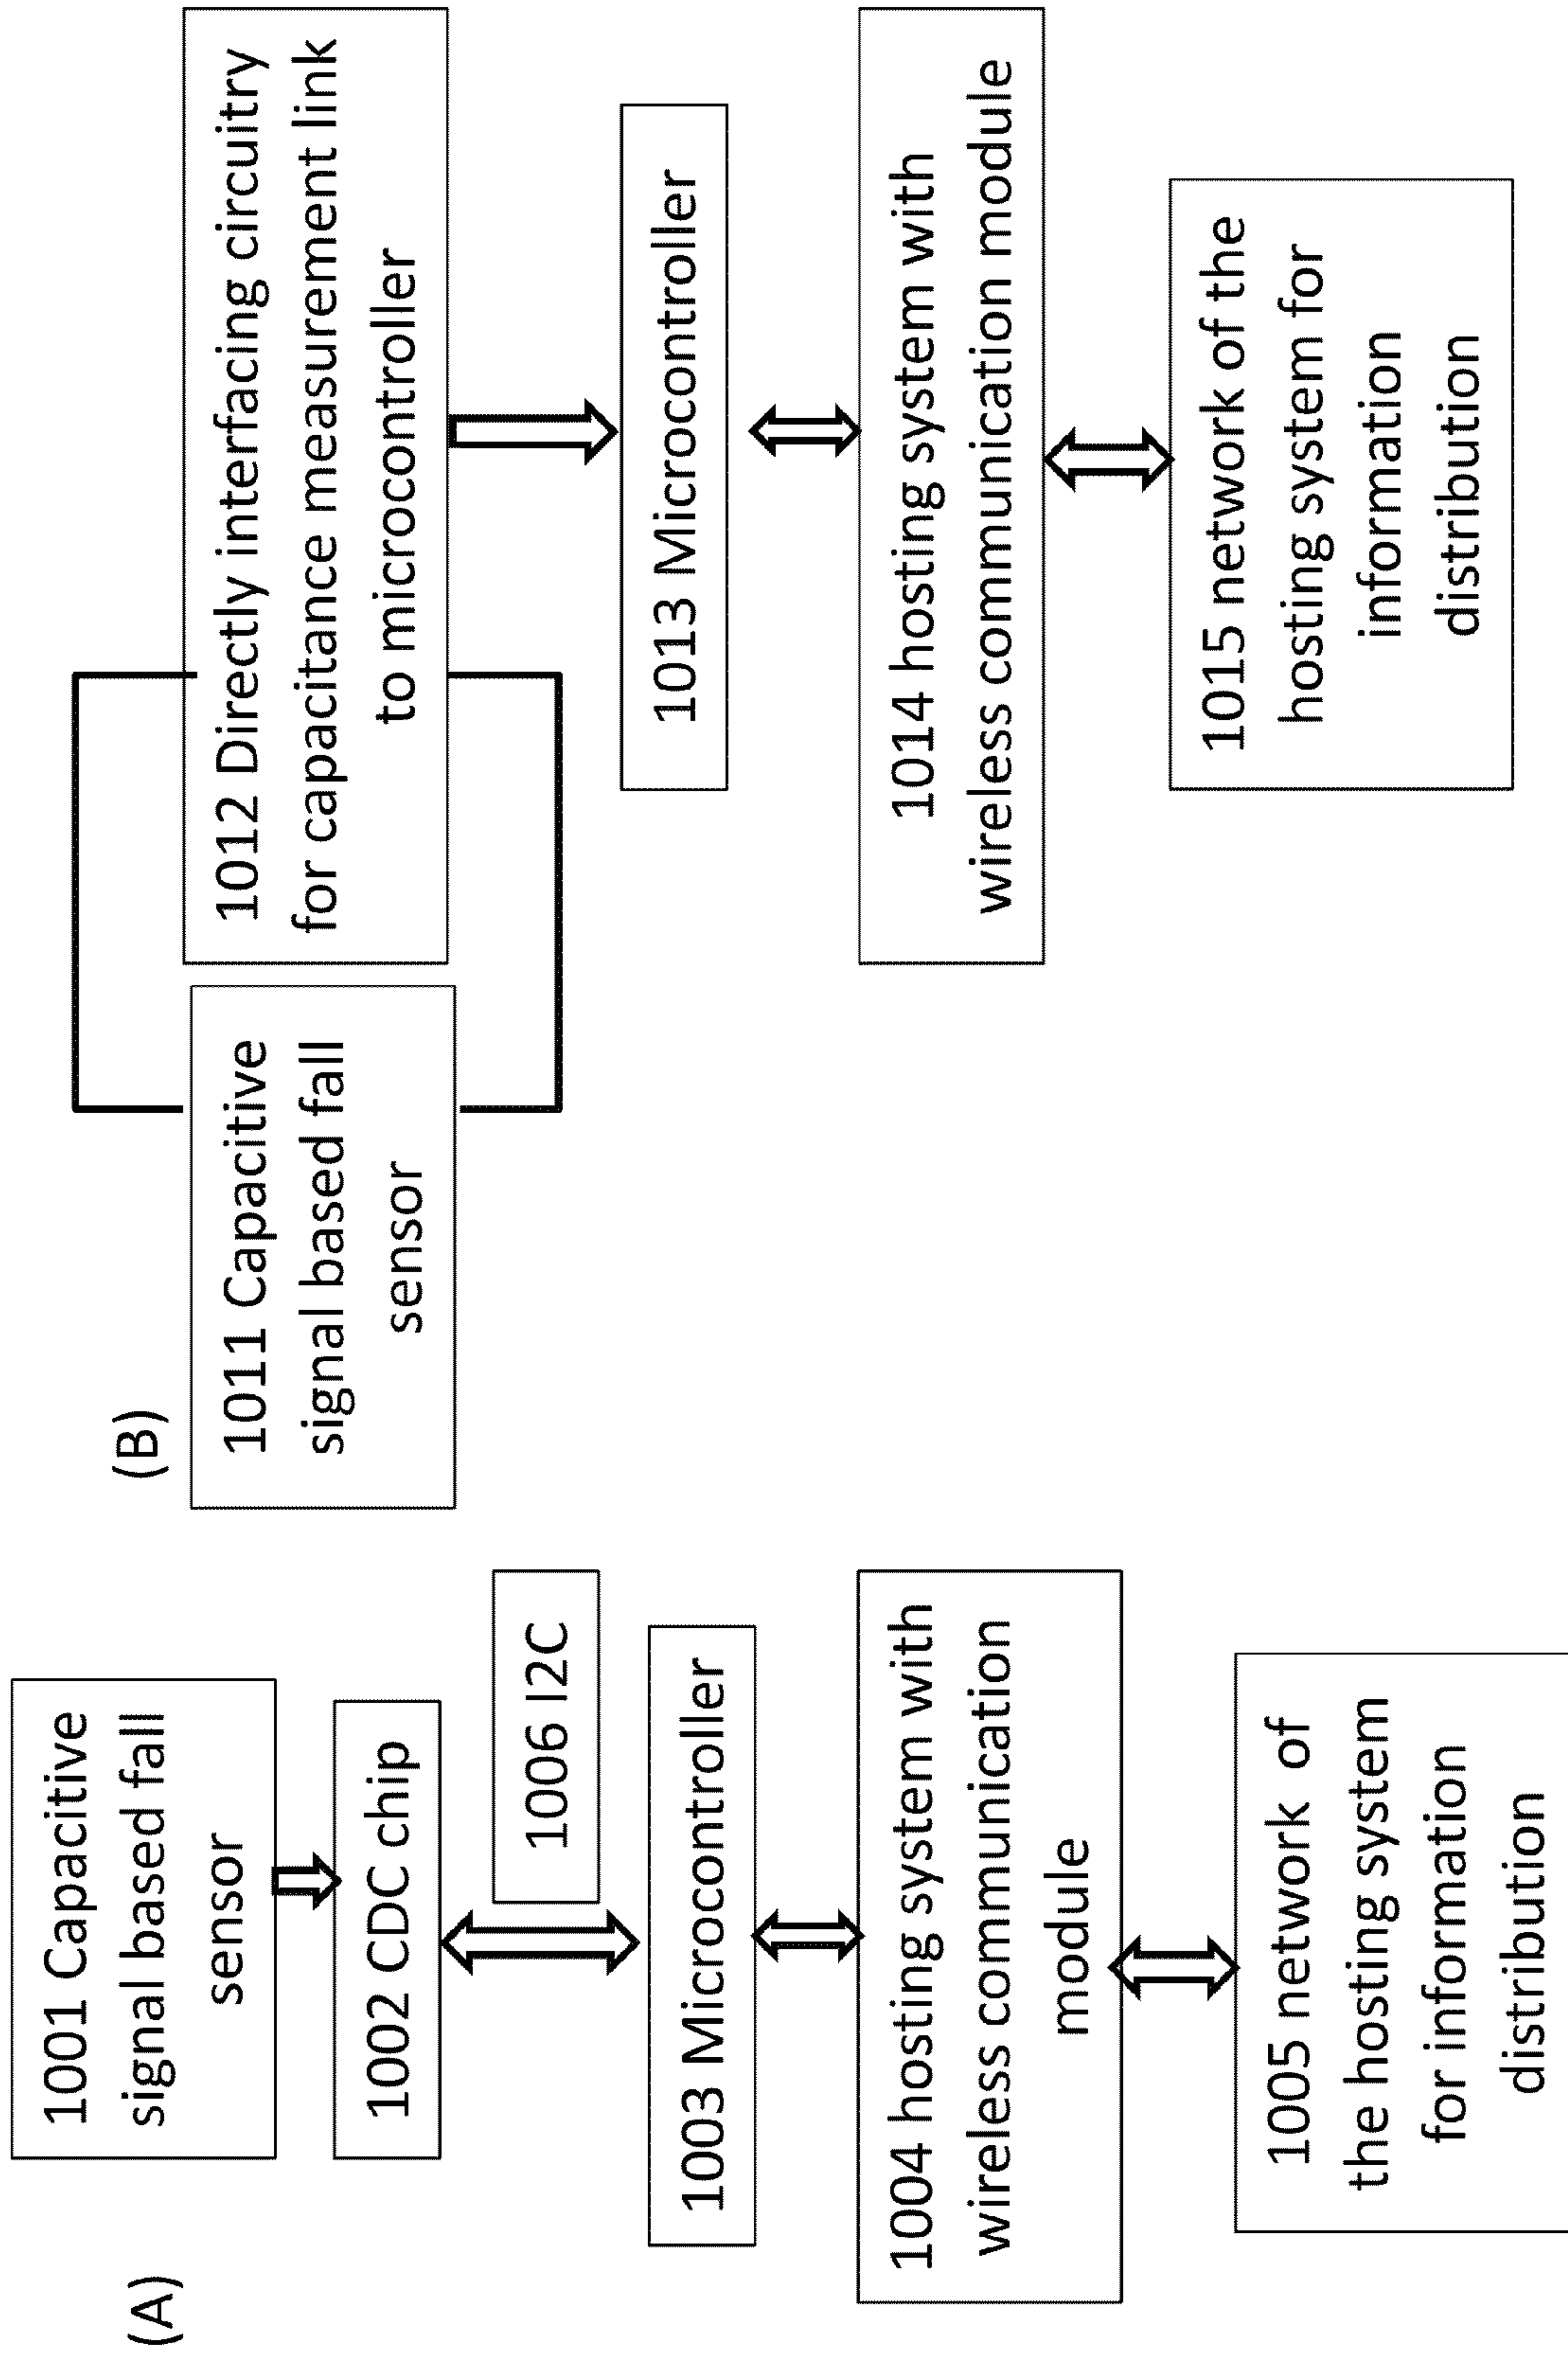 (A)
1001 Capacitive
signal based fall
sensor
1002 CDC chip
1006 I2C
1003 Microcontroller
1004 hosting system with
wireless communication
module
1005 network of
the hosting system
for information
distribution
(B)
1011 Capacitive
signal based fall
sensor
1012 Directly interfacing circuitry
for capacitance measurement link
to microcontroller
1013 Microcontroller
1014 hosting system with
wireless communication module
1015 network of the
hosting system for
information
distribution